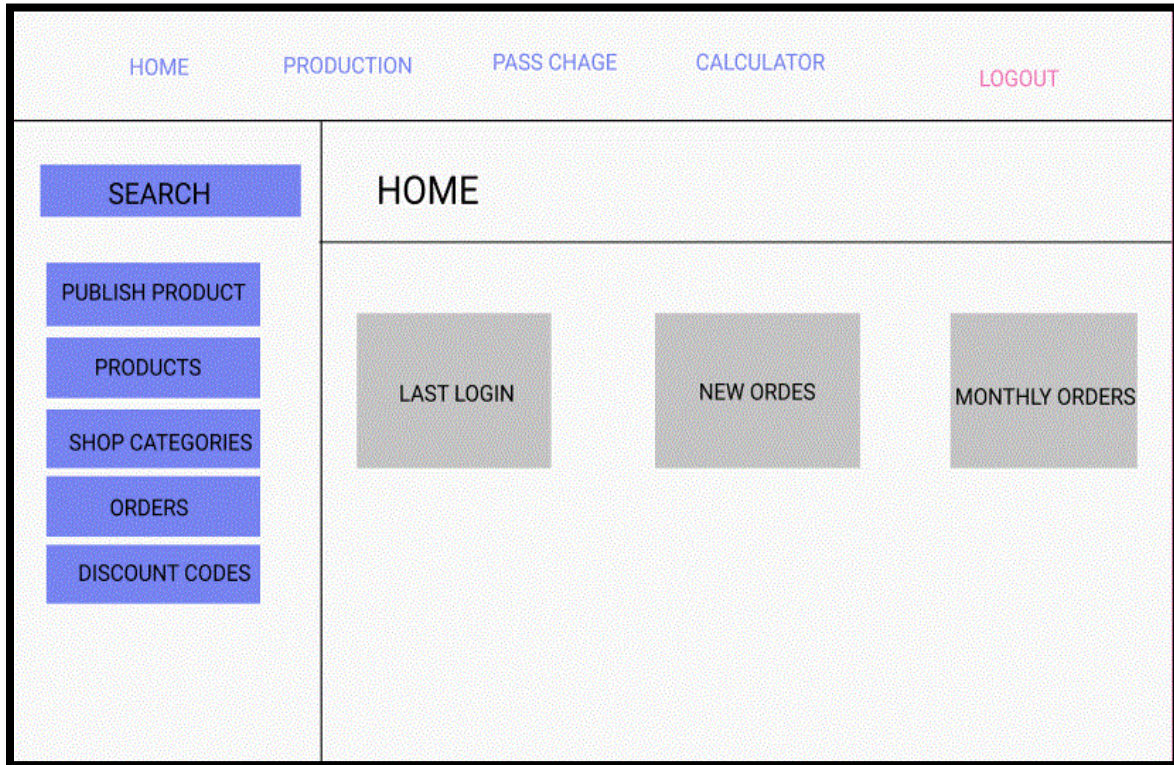 HOME PRODUCTION PASS CHAGE CALCULATOR LOGOUT
SEARCH
PUBLISH PRODUCT
PRODUCTS
SHOP CATEGORIES
ORDERS
DISCOUNT CODES
HOME
LAST LOGIN
NEW ORDES
MONTHLY ORDERS